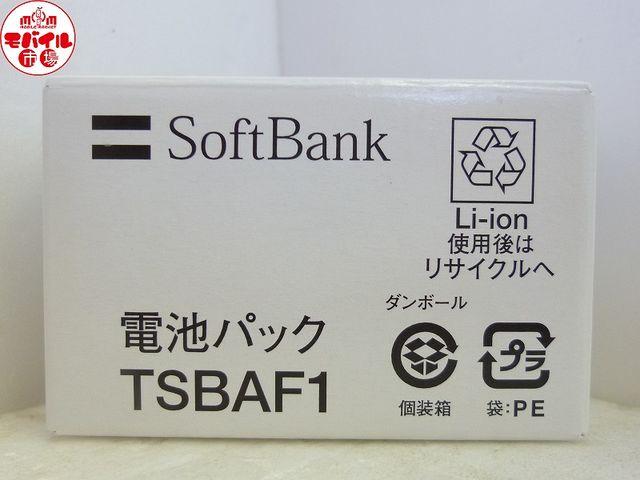 モバイル
市場
SoftBank
Li-ion
使用後は
リサイクルへ
電池パック
TSBAF1
ダンボール
個装箱
プラ
袋:PE